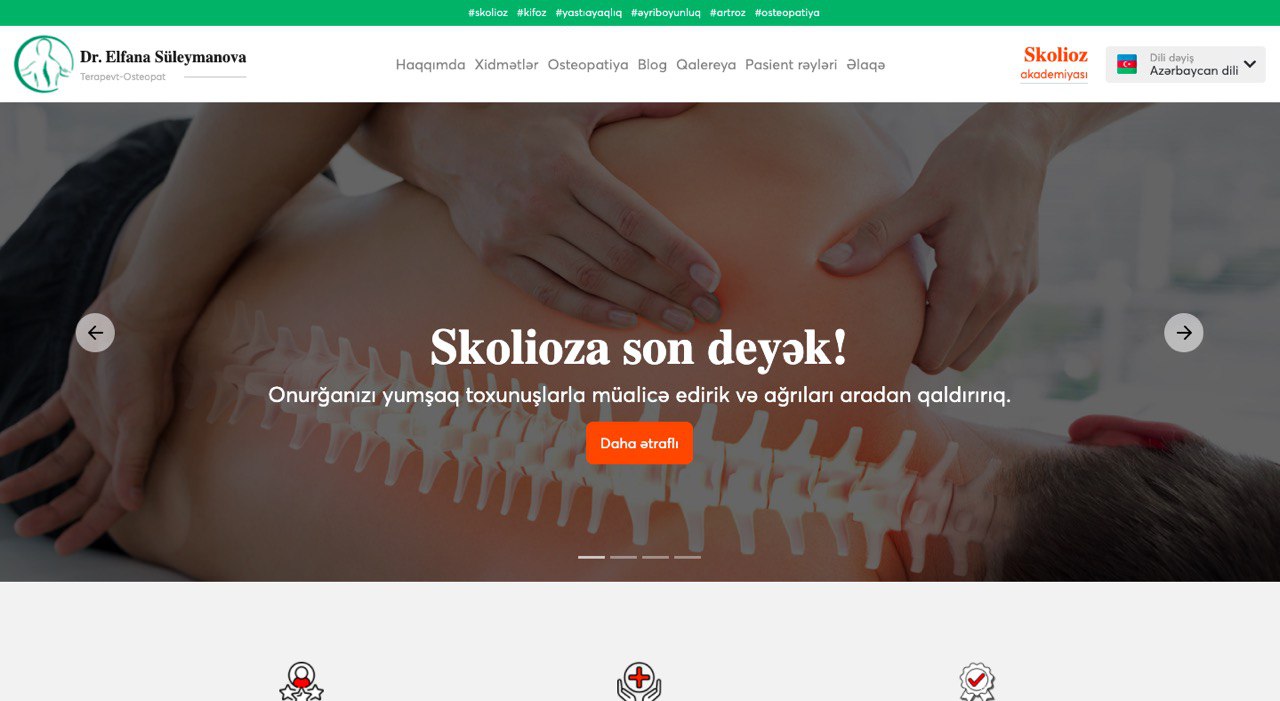 #skolioz #kifoz #yastıayaqlıq #əyriboyunluq #artroz #osteopatiya
Dr. Elfana Süleymanova
Terapevt-Osteopat
Haqqımda Xidmətlər Osteopatiya Blog Qalereya Pasient rəyləri Əlaqə
Skolioz
akademiyası
Dili dəyiş
Azərbaycan dili
Skolioza son deyək!
Onurğanızı yumşaq toxunuşlarla müalicə edirik və ağrıları aradan qaldırırıq.
Daha ətraflı